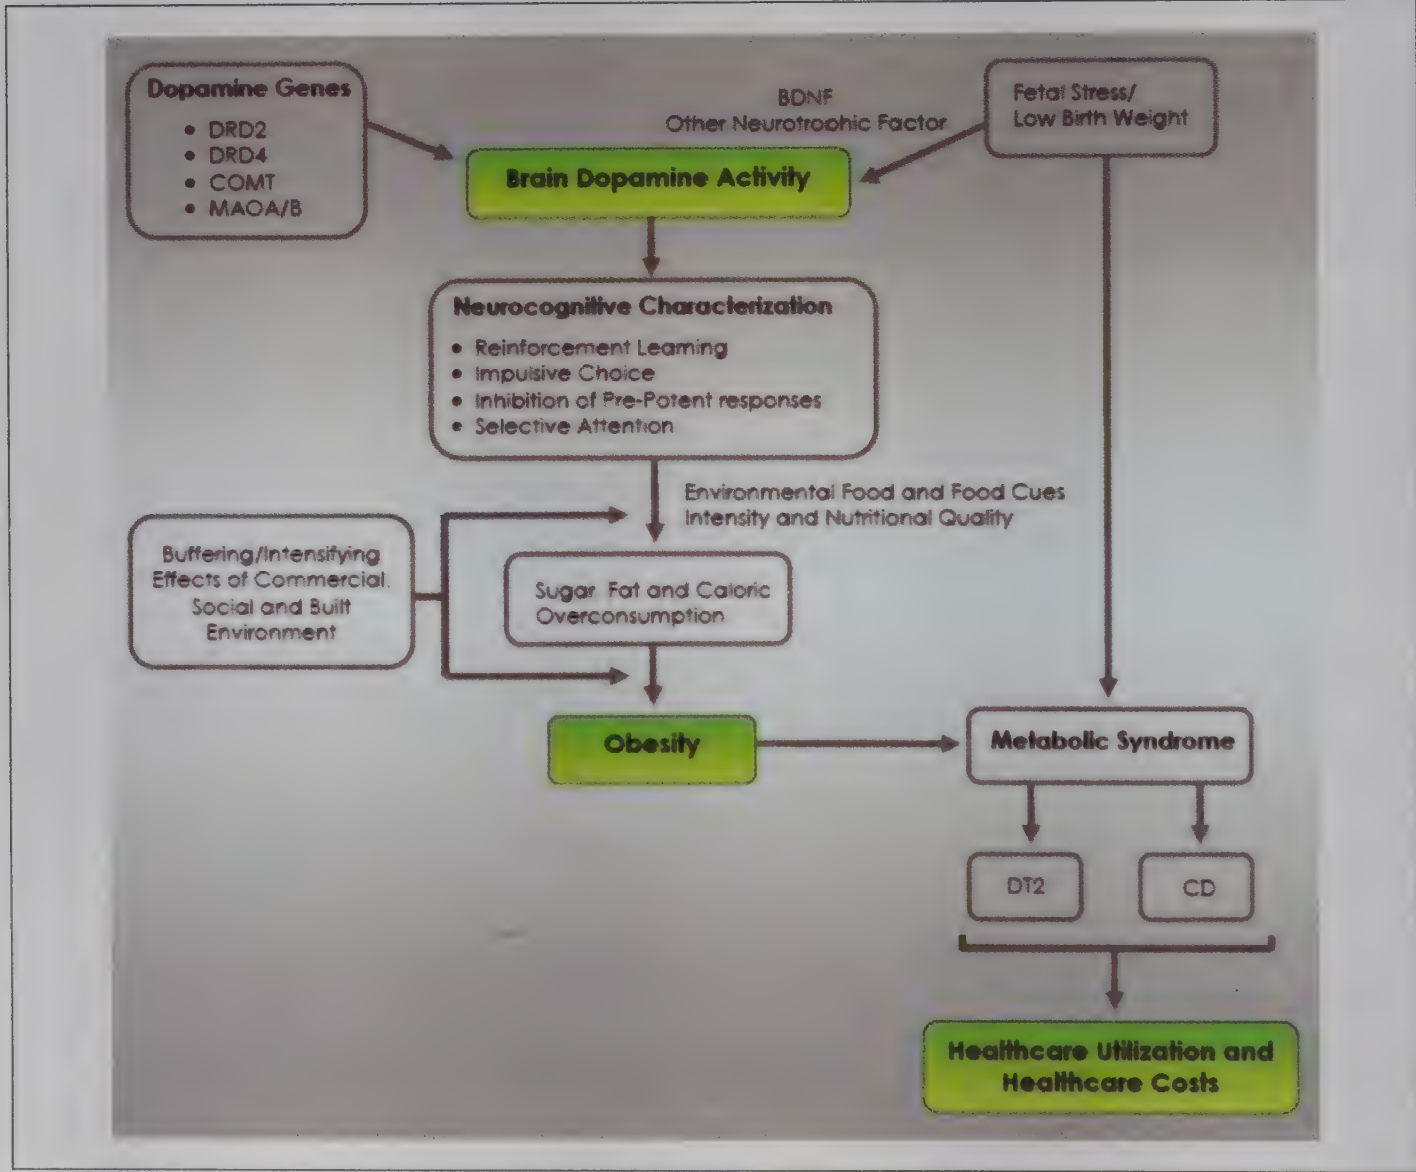 Dopamine Genes
• DRD2
• DRD4
• COMT
• MAOA/B
BDNF
Other Neurotrophic Factor
Fetal Stress/
Low Birth Weight
Brain Dopamine Activity
Neurocognitive Characterization
• Reinforcement Learning
• Impulsive Choice
• Inhibition of Pre-Potent responses
• Selective Attention
Environmental Food and Food Cues
Intensity and Nutritional Quality
Buffering/Intensifying
Effects of Commercial.
Social and Built
Environment
Sugar Fat and Caloric
Overconsumption
Obesity
Metabolic Syndrome
DT2
CD
Healthcare Utilization and
Healthcare Costs